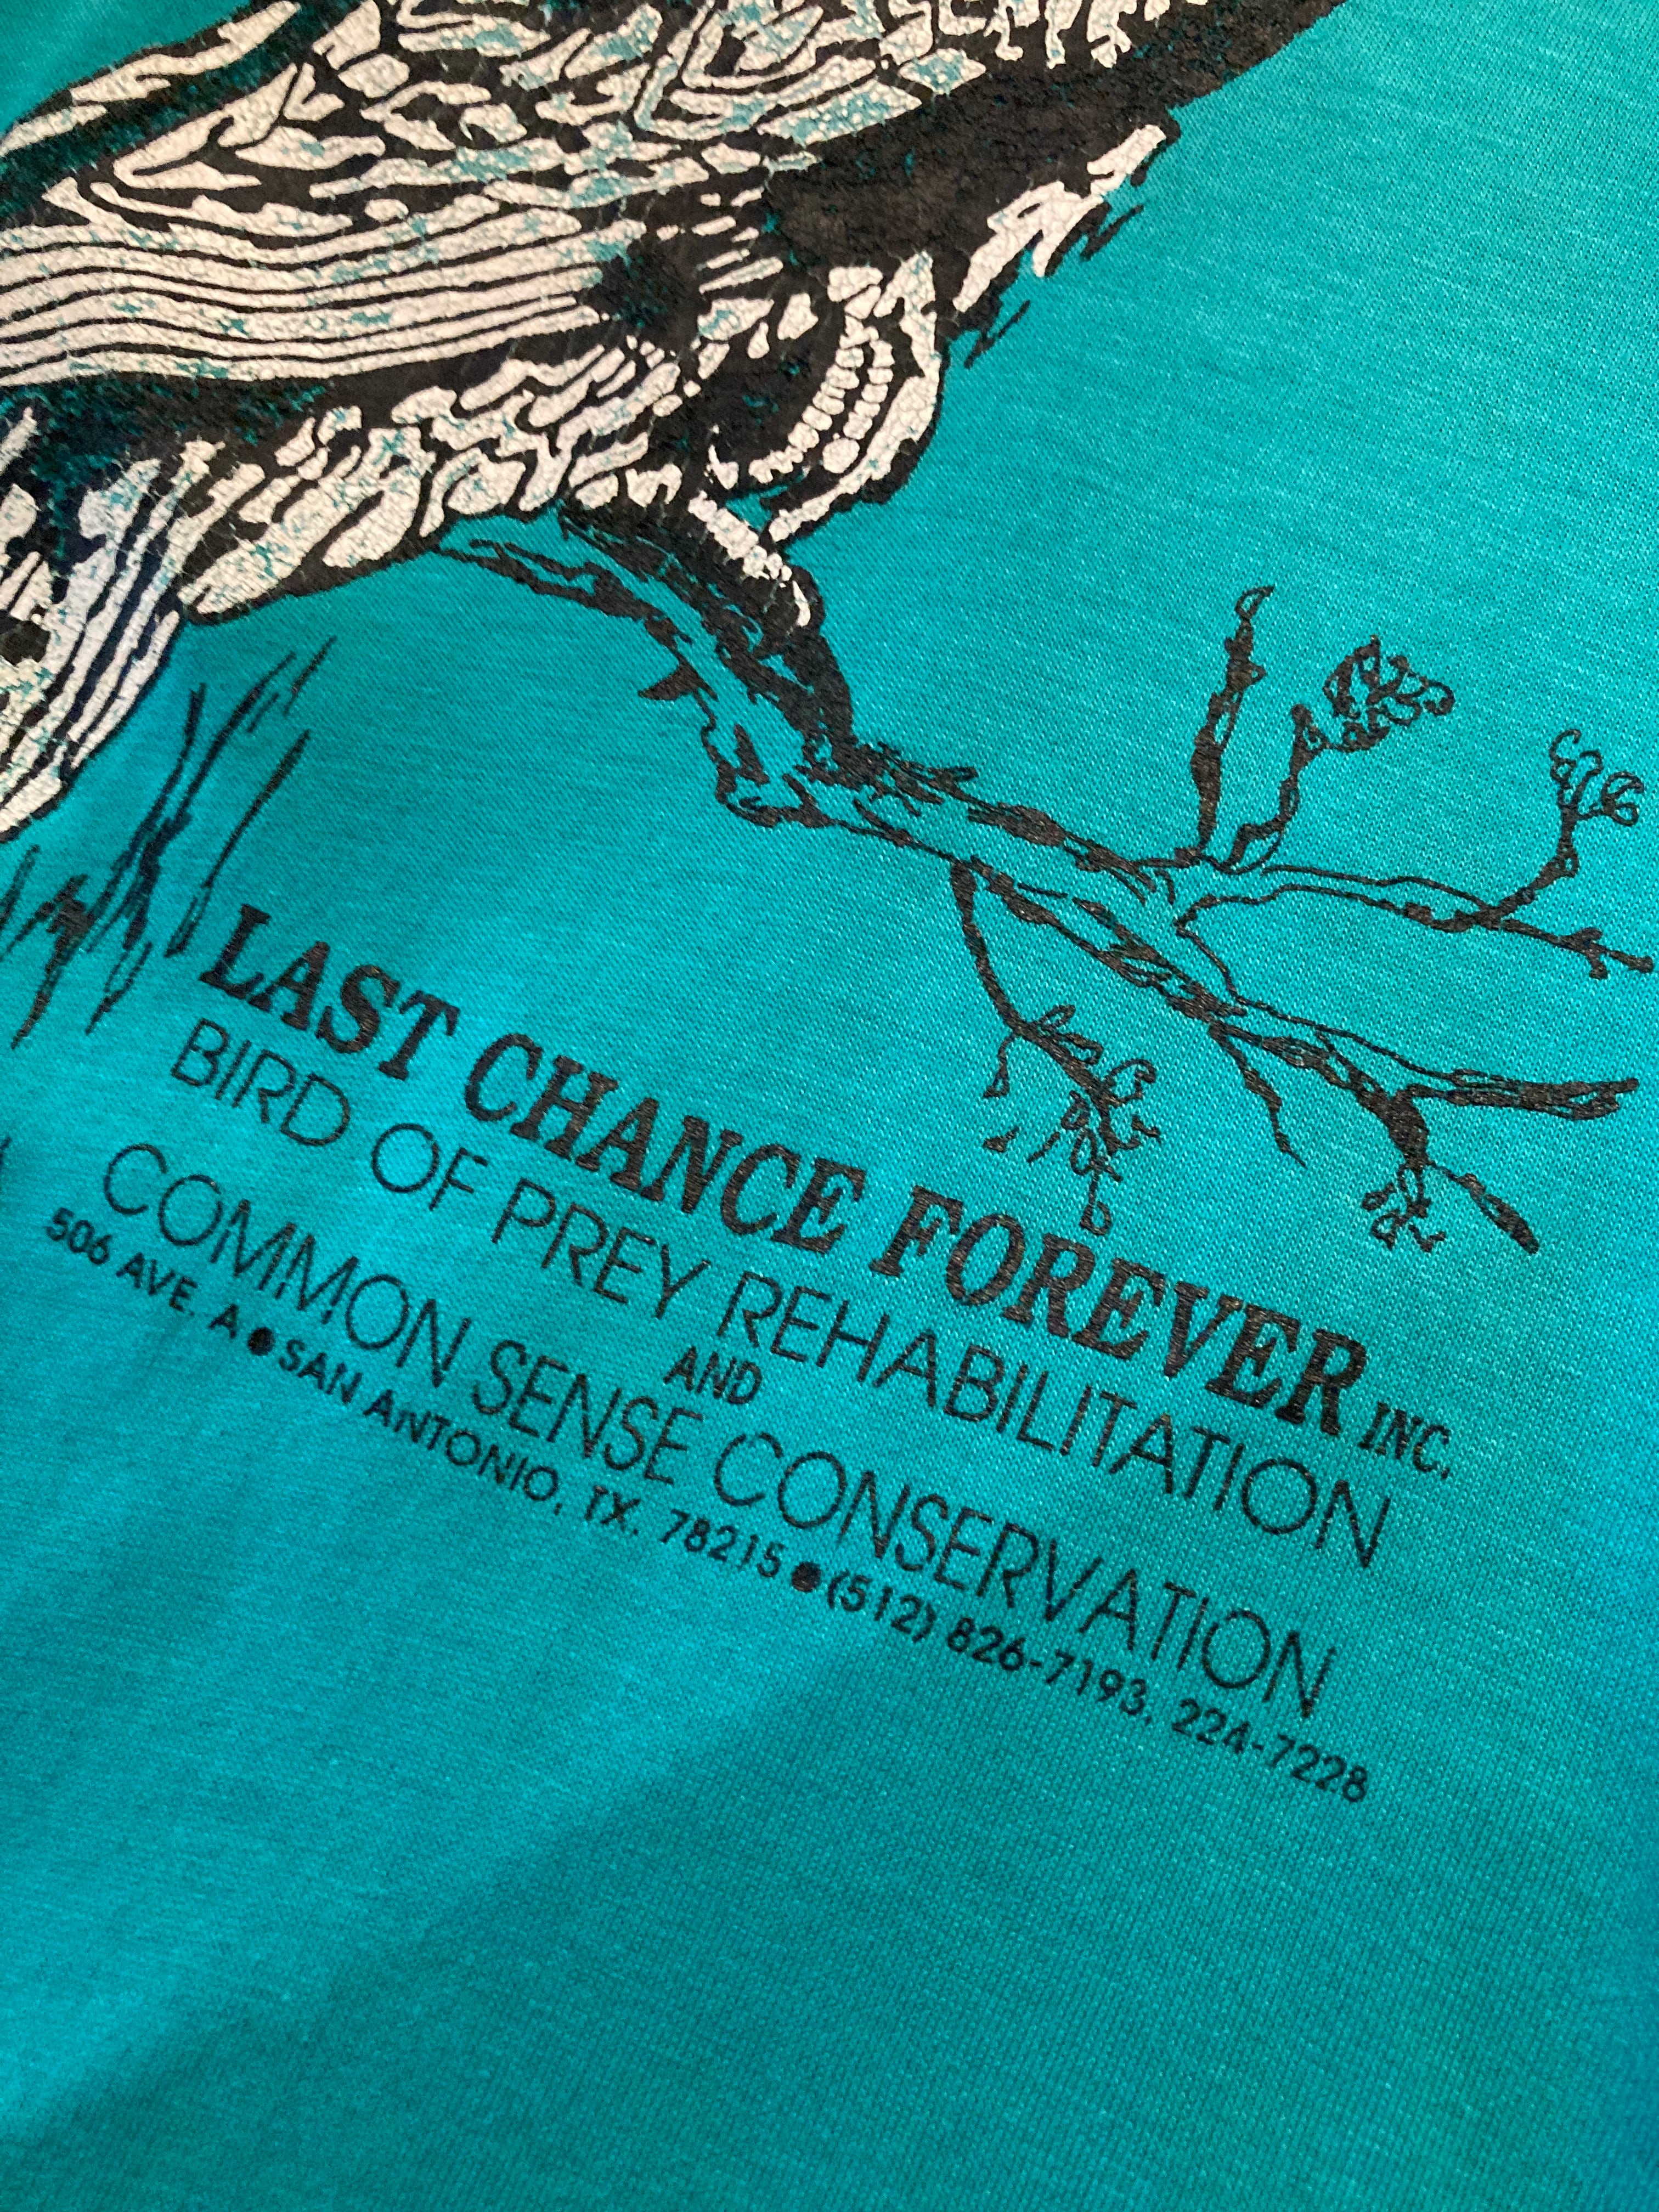 LAST CHANCE FOREVER INC.
BIRD OF PREY REHABILITATION
AND
COMMON SENSE CONSERVATION
506 AVE. A ● SAN ANTONIO, TX. 78215 ● (512) 826-7193, 224-7228